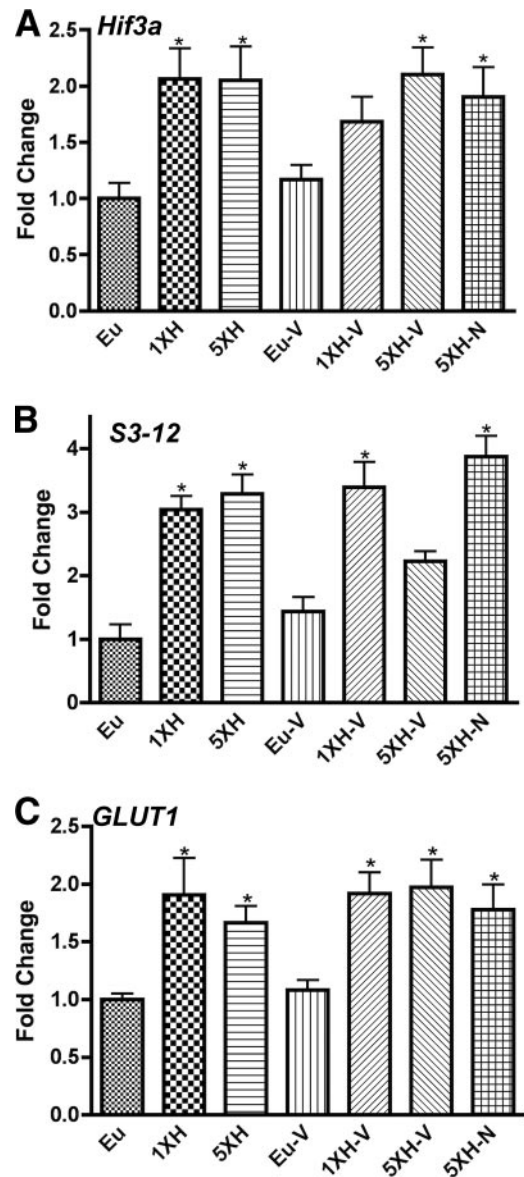 A Hif3a
Fold Change
2.5
2.0
1.5
1.0
0.5
0.0
* * * *
Eu 1XH 5XH Eu-V 1XH-V 5XH-V 5XH-N
B S3-12
Fold Change
4
3
2
1
0
* * * *
Eu 1XH 5XH Eu-V 1XH-V 5XH-V 5XH-N
C GLUT1
Fold Change
2.5
2.0
1.5
1.0
0.5
0.0
* * * * *
Eu 1XH 5XH Eu-V 1XH-V 5XH-V 5XH-N